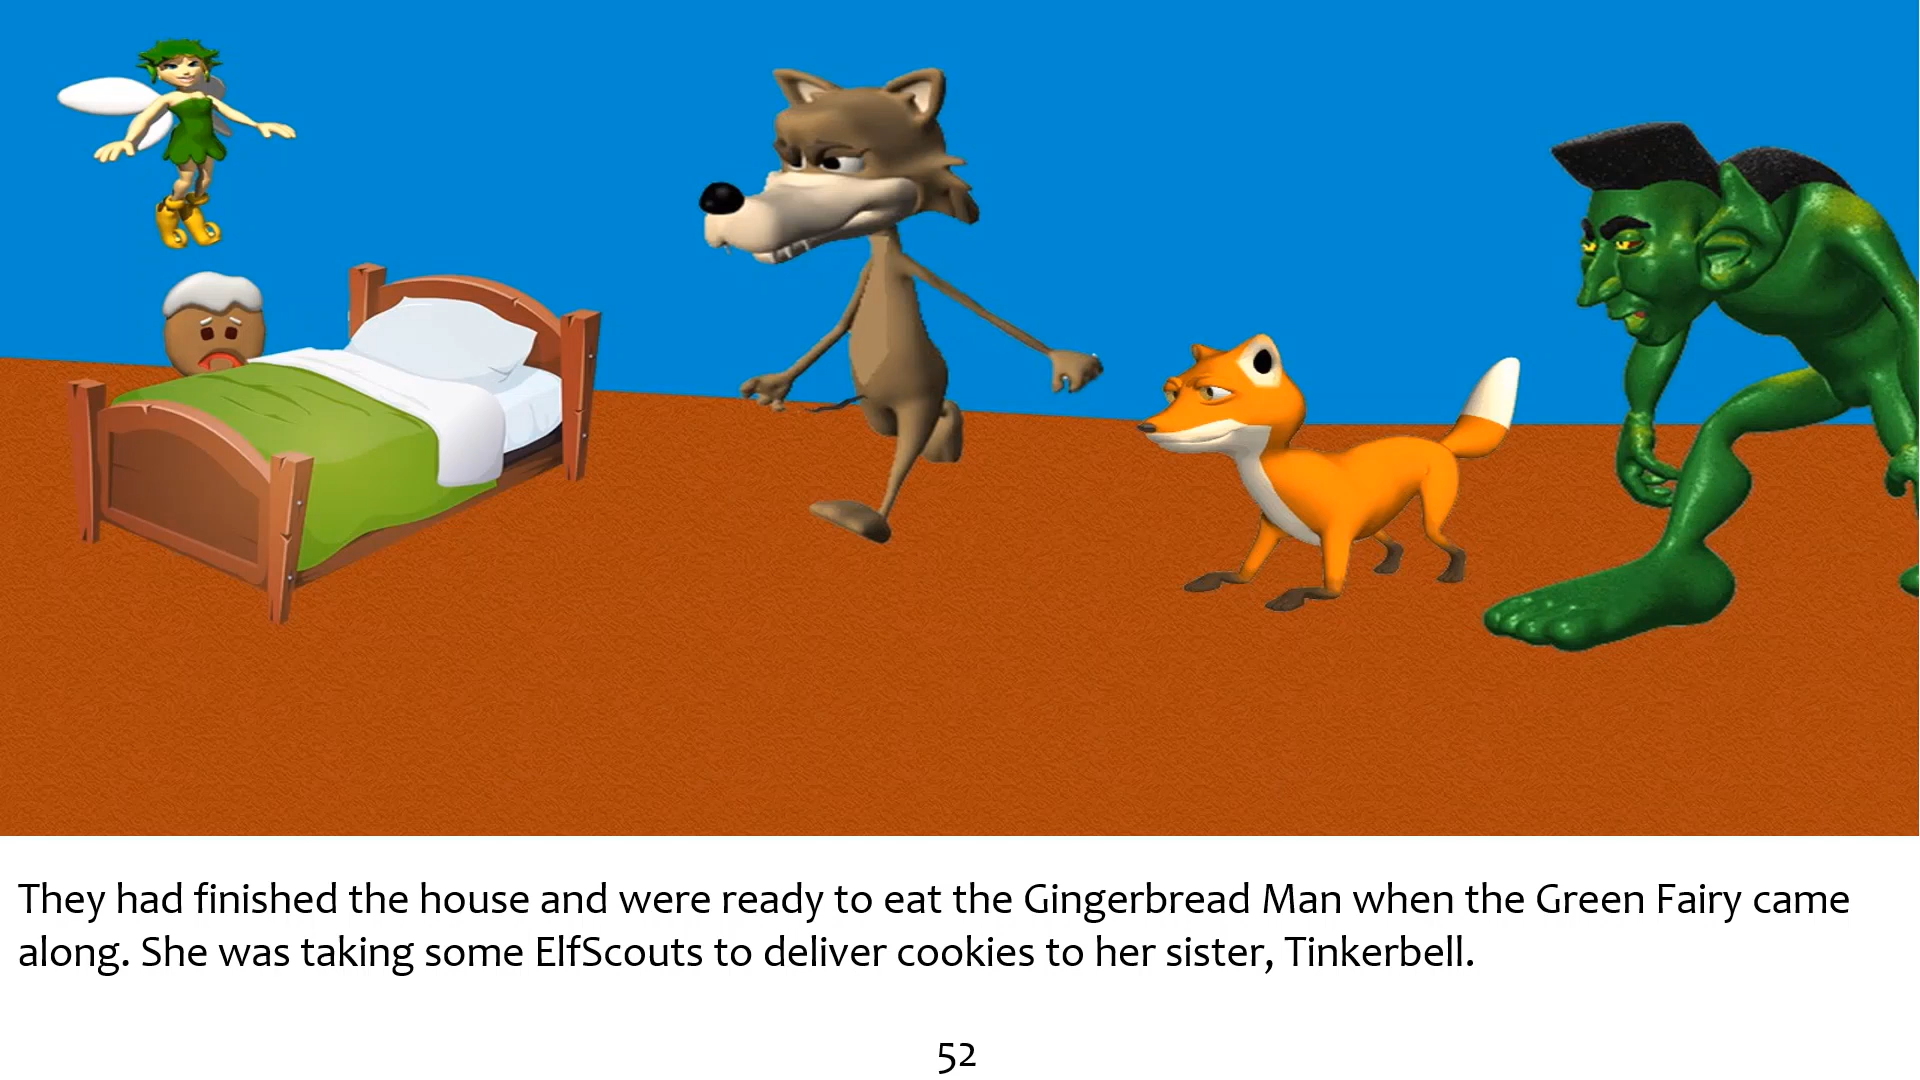 They had finished the house and were ready to eat the Gingerbread Man when the Green Fairy came
along. She was taking some ElfScouts to deliver cookies to her sister, Tinkerbell.
52